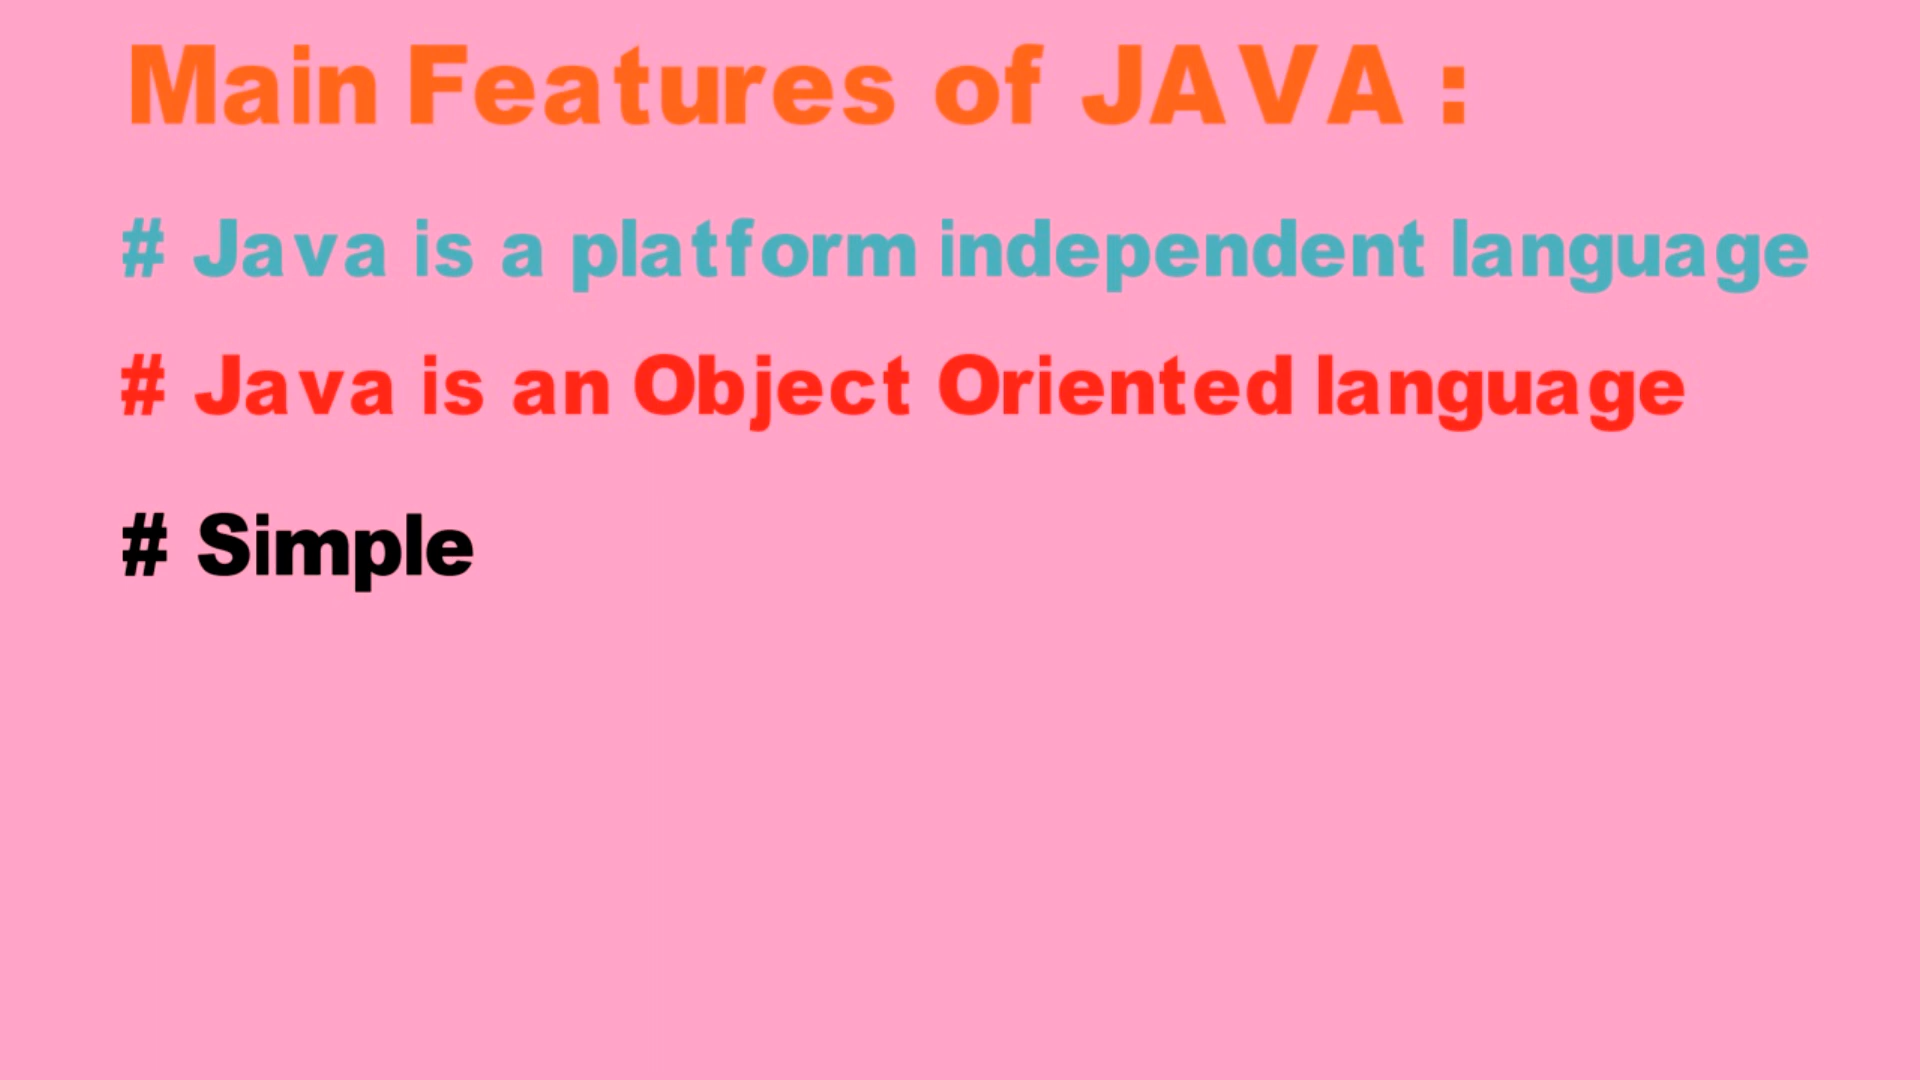 Main Features of JAVA :
# Java is a platform independent language
# Java is an Object Oriented language
# Simple